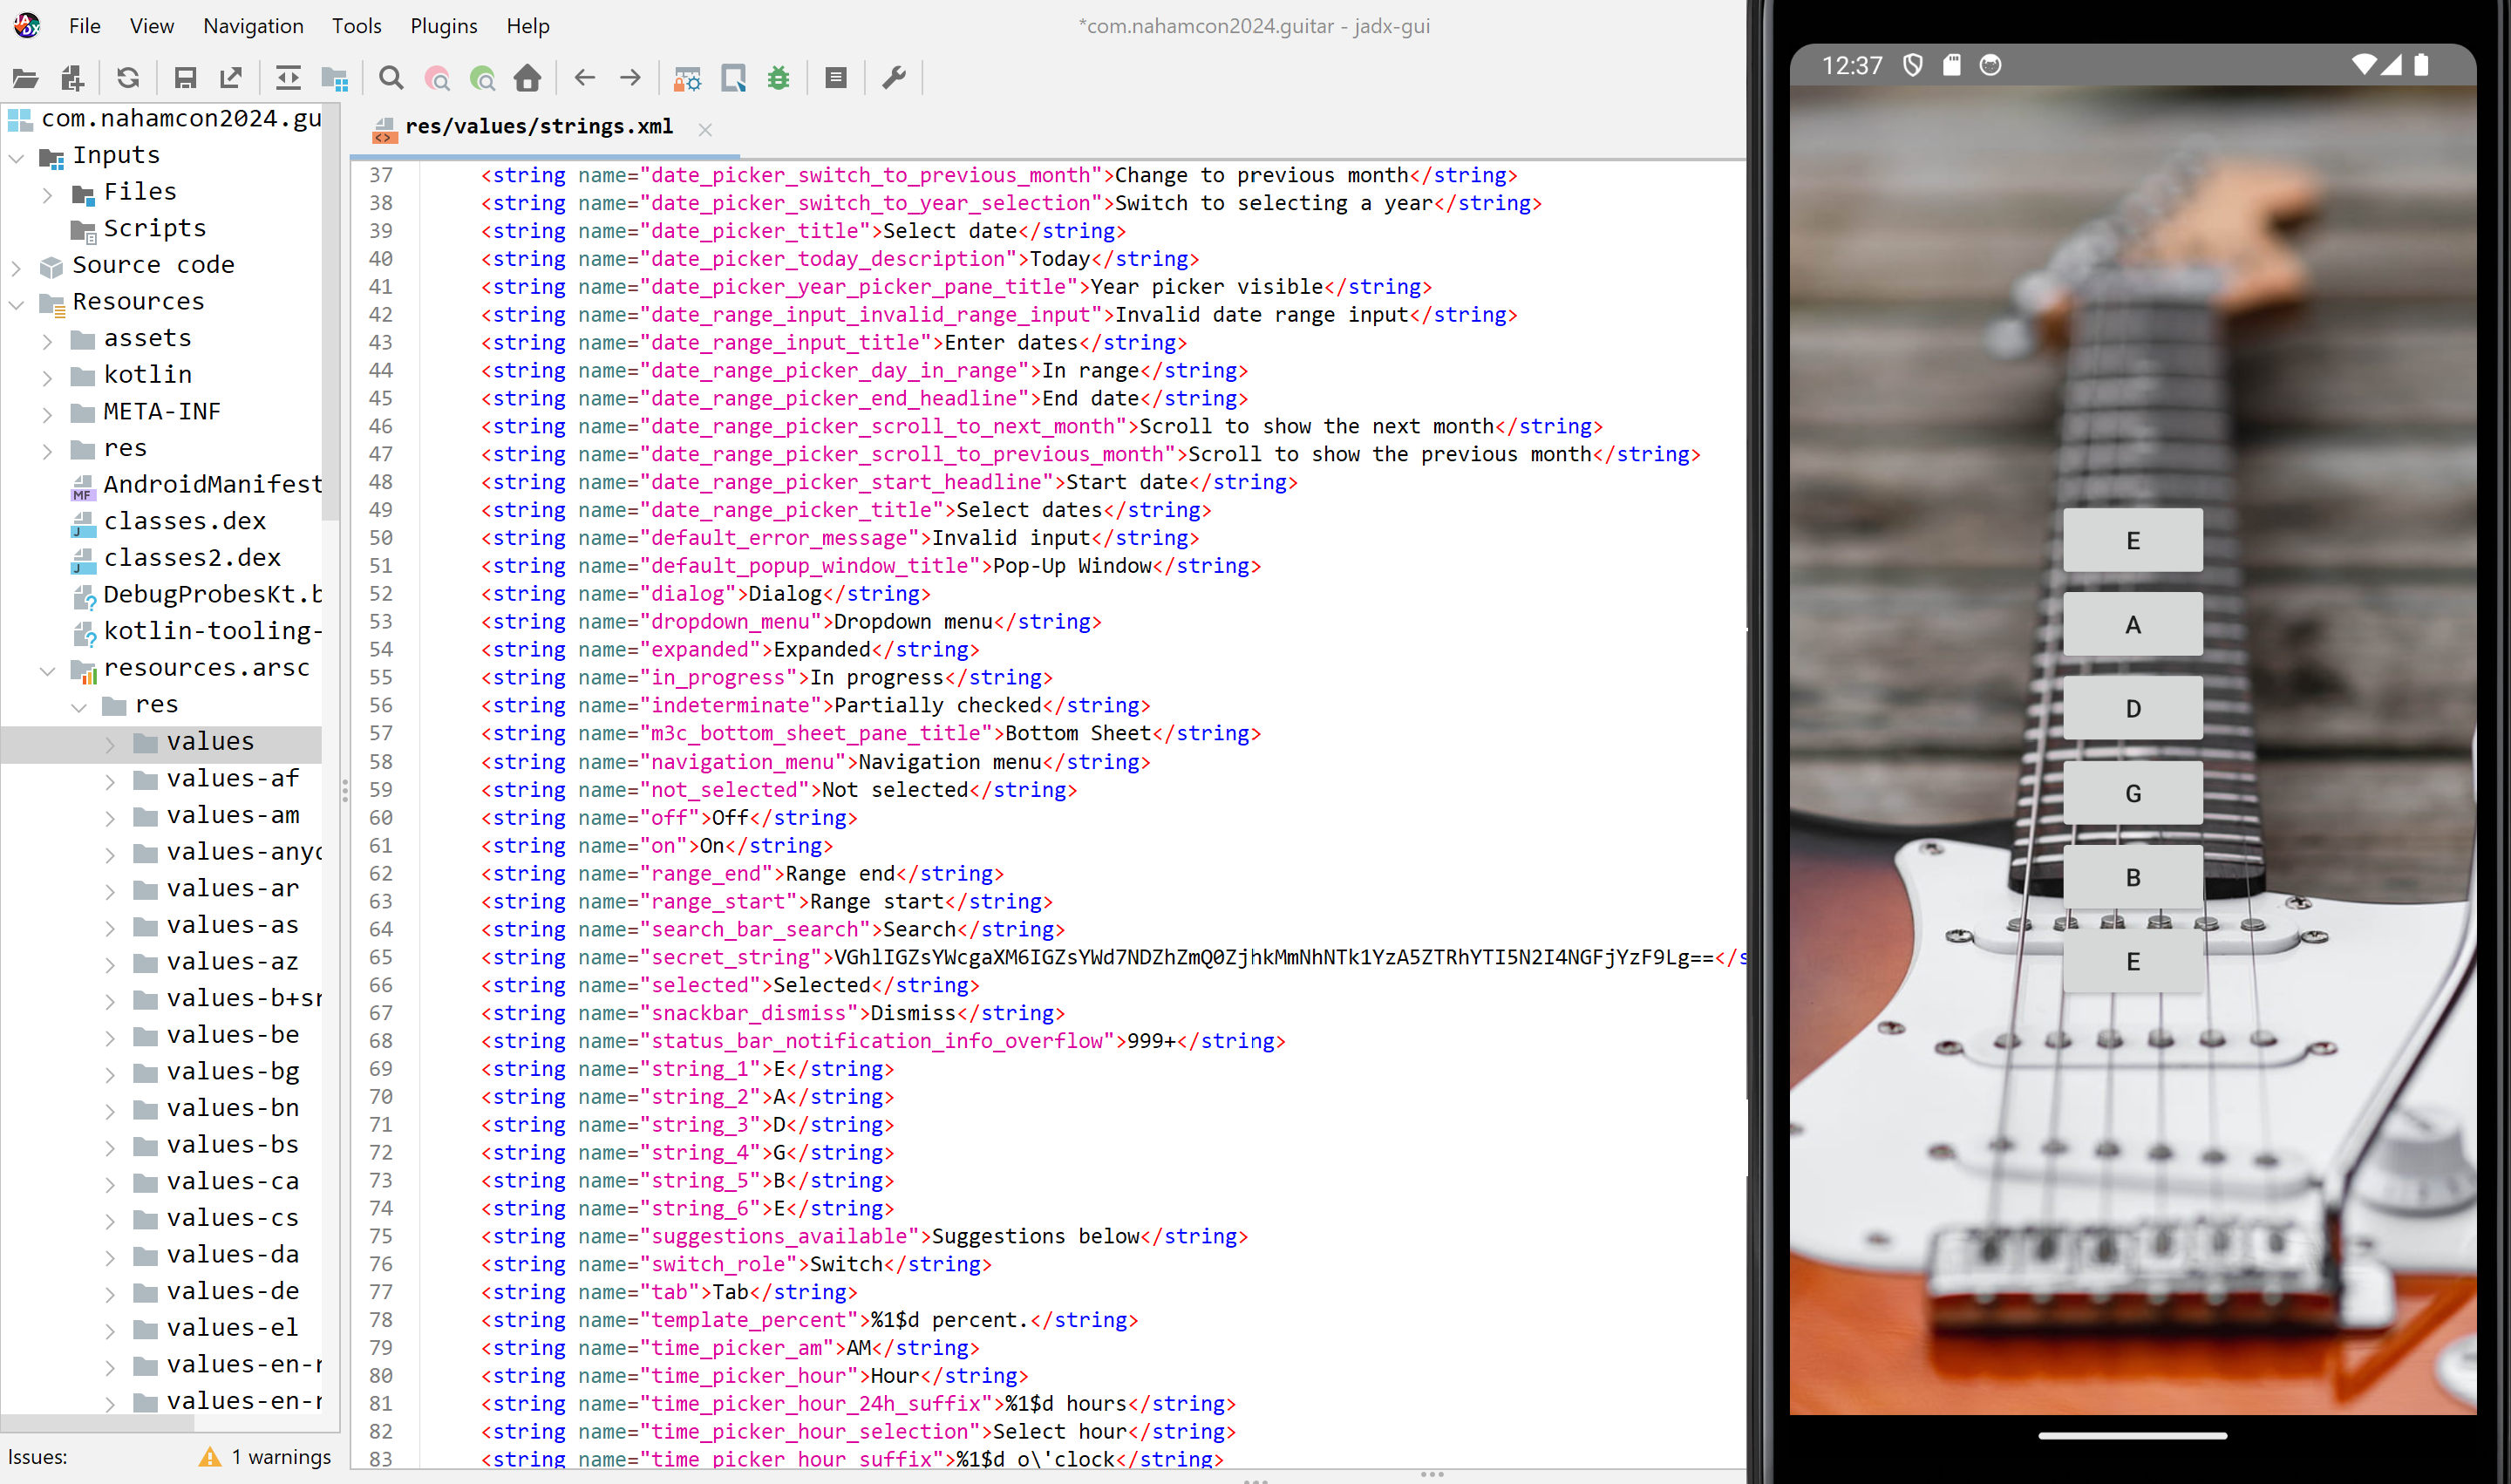 File View Navigation Tools Plugins Help
*com.nahamcon2024.guitar - jadx-gui
com.nahamcon2024.gu
Inputs
Files
Scripts
Source code
Resources
assets
kotlin
META-INF
res
AndroidManifest
classes.dex
classes2.dex
DebugProbesKt.b
kotlin-tooling-
resources.arsc
res
values
values-af
values-am
values-anyd
values-ar
values-as
values-az
values-b+sr
values-be
values-bg
values-bn
values-bs
values-ca
values-cs
values-da
values-de
values-el
values-en-r
values-en-r
Issues: 1 warnings
res/values/strings.xml
37 <string name="date_picker_switch_to_previous_month">Change to previous month</string>
38 <string name="date_picker_switch_to_year_selection">Switch to selecting a year</string>
39 <string name="date_picker_title">Select date</string>
40 <string name="date_picker_today_description">Today</string>
41 <string name="date_picker_year_picker_pane_title">Year picker visible</string>
42 <string name="date_range_input_invalid_range_input">Invalid date range input</string>
43 <string name="date_range_input_title">Enter dates</string>
44 <string name="date_range_picker_day_in_range">In range</string>
45 <string name="date_range_picker_end_headline">End date</string>
46 <string name="date_range_picker_scroll_to_next_month">Scroll to show the next month</string>
47 <string name="date_range_picker_scroll_to_previous_month">Scroll to show the previous month</string>
48 <string name="date_range_picker_start_headline">Start date</string>
49 <string name="date_range_picker_title">Select dates</string>
50 <string name="default_error_message">Invalid input</string>
51 <string name="default_popup_window_title">Pop-Up Window</string>
52 <string name="dialog">Dialog</string>
53 <string name="dropdown_menu">Dropdown menu</string>
54 <string name="expanded">Expanded</string>
55 <string name="in_progress">In progress</string>
56 <string name="indeterminate">Partially checked</string>
57 <string name="m3c_bottom_sheet_pane_title">Bottom Sheet</string>
58 <string name="navigation_menu">Navigation menu</string>
59 <string name="not_selected">Not selected</string>
60 <string name="off">Off</string>
61 <string name="on">On</string>
62 <string name="range_end">Range end</string>
63 <string name="range_start">Range start</string>
64 <string name="search_bar_search">Search</string>
65 <string name="secret_string">VGhlIGZsYWcgaXM6IGZsYWd7NDZhZmQ0ZjhkMmNhNTk1YzA5ZTRhYTI5N2I4NGFjYzF9Lg==</s
66 <string name="selected">Selected</string>
67 <string name="snackbar_dismiss">Dismiss</string>
68 <string name="status_bar_notification_info_overflow">999+</string>
69 <string name="string_1">E</string>
70 <string name="string_2">A</string>
71 <string name="string_3">D</string>
72 <string name="string_4">G</string>
73 <string name="string_5">B</string>
74 <string name="string_6">E</string>
75 <string name="suggestions_available">Suggestions below</string>
76 <string name="switch_role">Switch</string>
77 <string name="tab">Tab</string>
78 <string name="template_percent">%1$d percent.</string>
79 <string name="time_picker_am">AM</string>
80 <string name="time_picker_hour">Hour</string>
81 <string name="time_picker_hour_24h_suffix">%1$d hours</string>
82 <string name="time_picker_hour_selection">Select hour</string>
83 <string name="time_picker_hour_suffix">%1$d o\'clock</string>
12:37
E
A
D
G
B
E